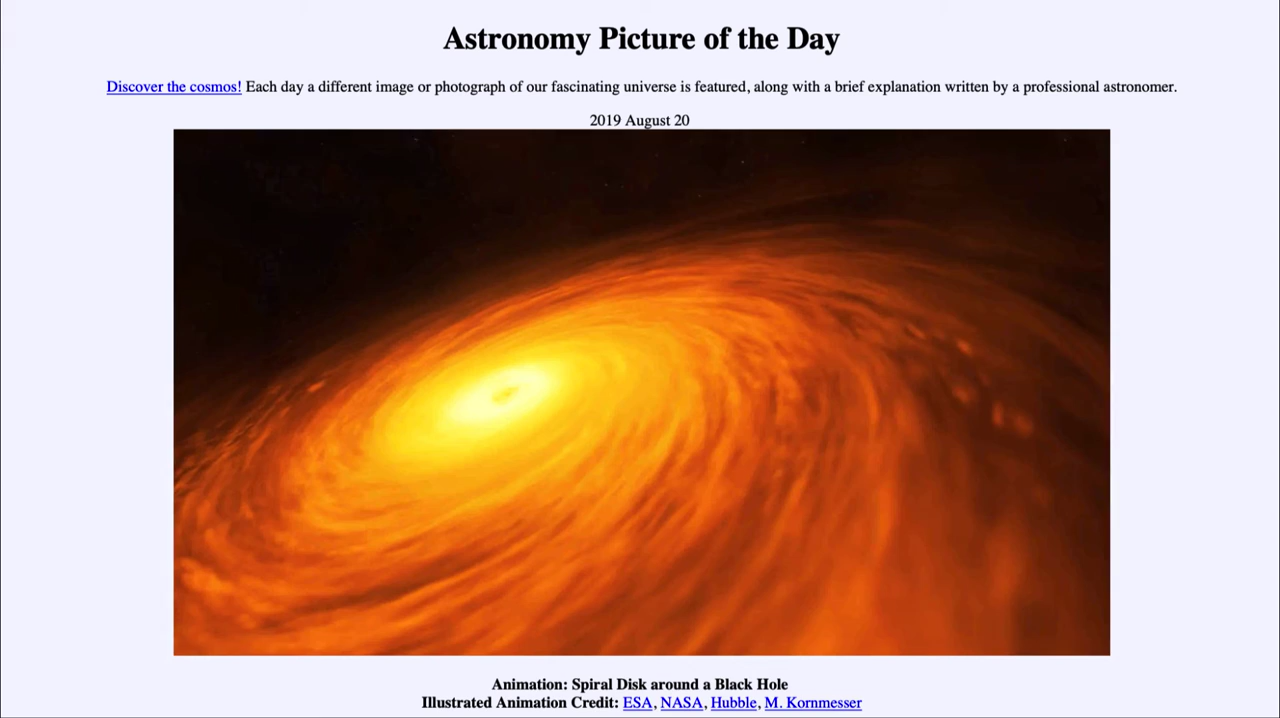 Astronomy Picture of the Day
Discover the cosmos! Each day a different image or photograph of our fascinating universe is featured, along with a brief explanation written by a professional astronomer.
2019 August 20
Animation: Spiral Disk around a Black Hole
Illustrated Animation Credit: ESA, NASA, Hubble, M. Kornmesser